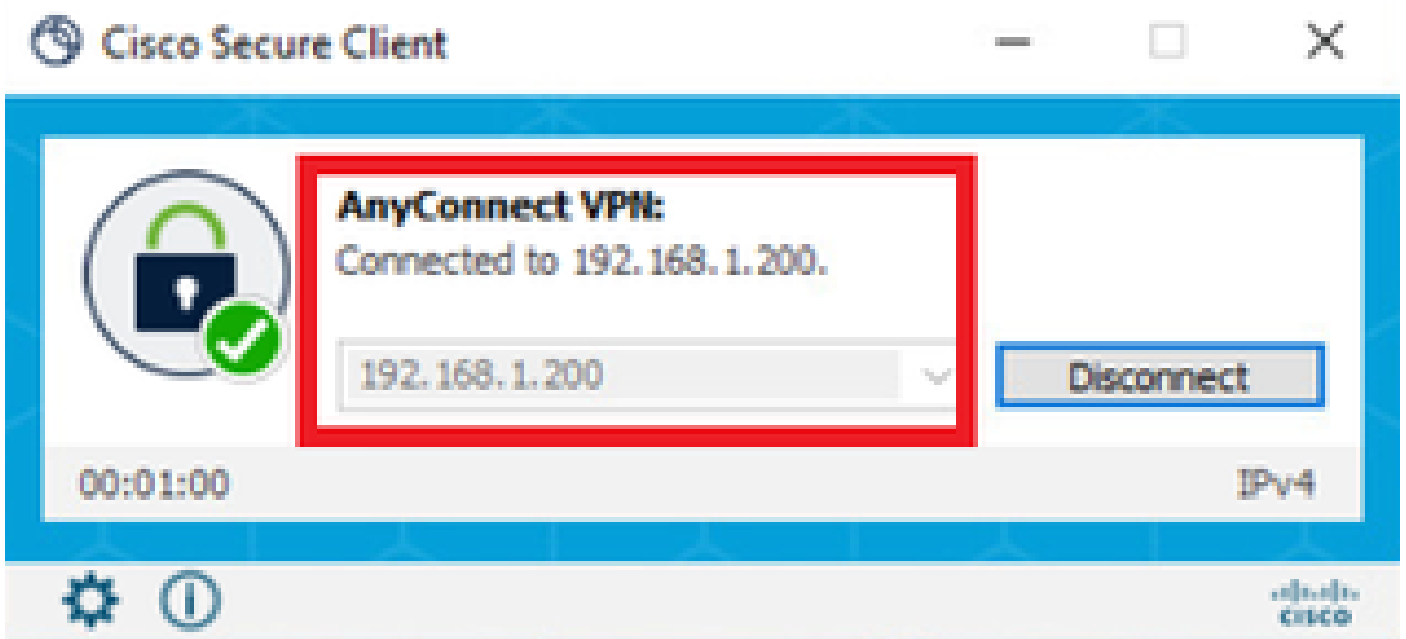 Cisco Secure Client
AnyConnect VPN:
Connected to 192.168.1.200.
192.168.1.200
Disconnect
00:01:00
IPv4
CISCO